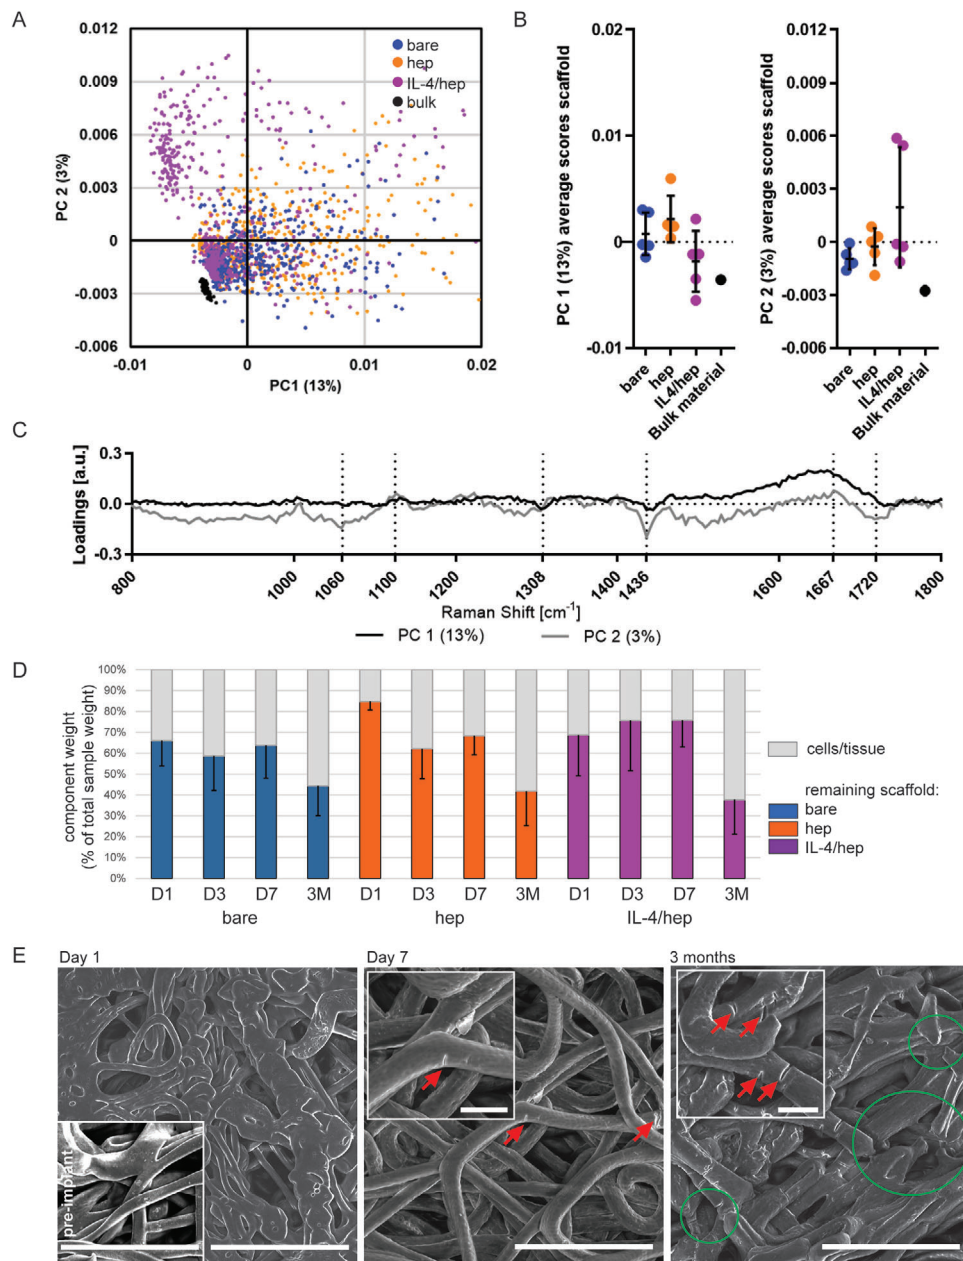 A
0.012
0.009
0.006
0.003
0
-0.003
-0.006
PC 2 (3%)
-0.01
0
0.01
0.02
PC1 (13%)
bare
hep
IL-4/hep
bulk
B
PC 1 (13%) average scores scaffold
0.02
0.01
0
-0.01
bare
hep
IL4/hep
Bulk material
PC 2 (3%) average scores scaffold
0.012
0.009
0.006
0.003
0
-0.003
-0.006
bare
hep
IL4/hep
Bulk material
C
Loadings [a.u.]
0.3
0.0
-0.3
800
1000
1060
1100
1200
1308
1400
1436
1600
1667
1720
1800
Raman Shift [cm⁻¹]
PC 1 (13%)
PC 2 (3%)
D
component weight
(% of total sample weight)
100%
90%
80%
70%
60%
50%
40%
30%
20%
10%
0%
D1 D3 D7 3M D1 D3 D7 3M D1 D3 D7 3M
bare hep IL-4/hep
cells/tissue
remaining scaffold:
bare
hep
IL-4/hep
E
Day 1
Day 7
3 months
pre-implant